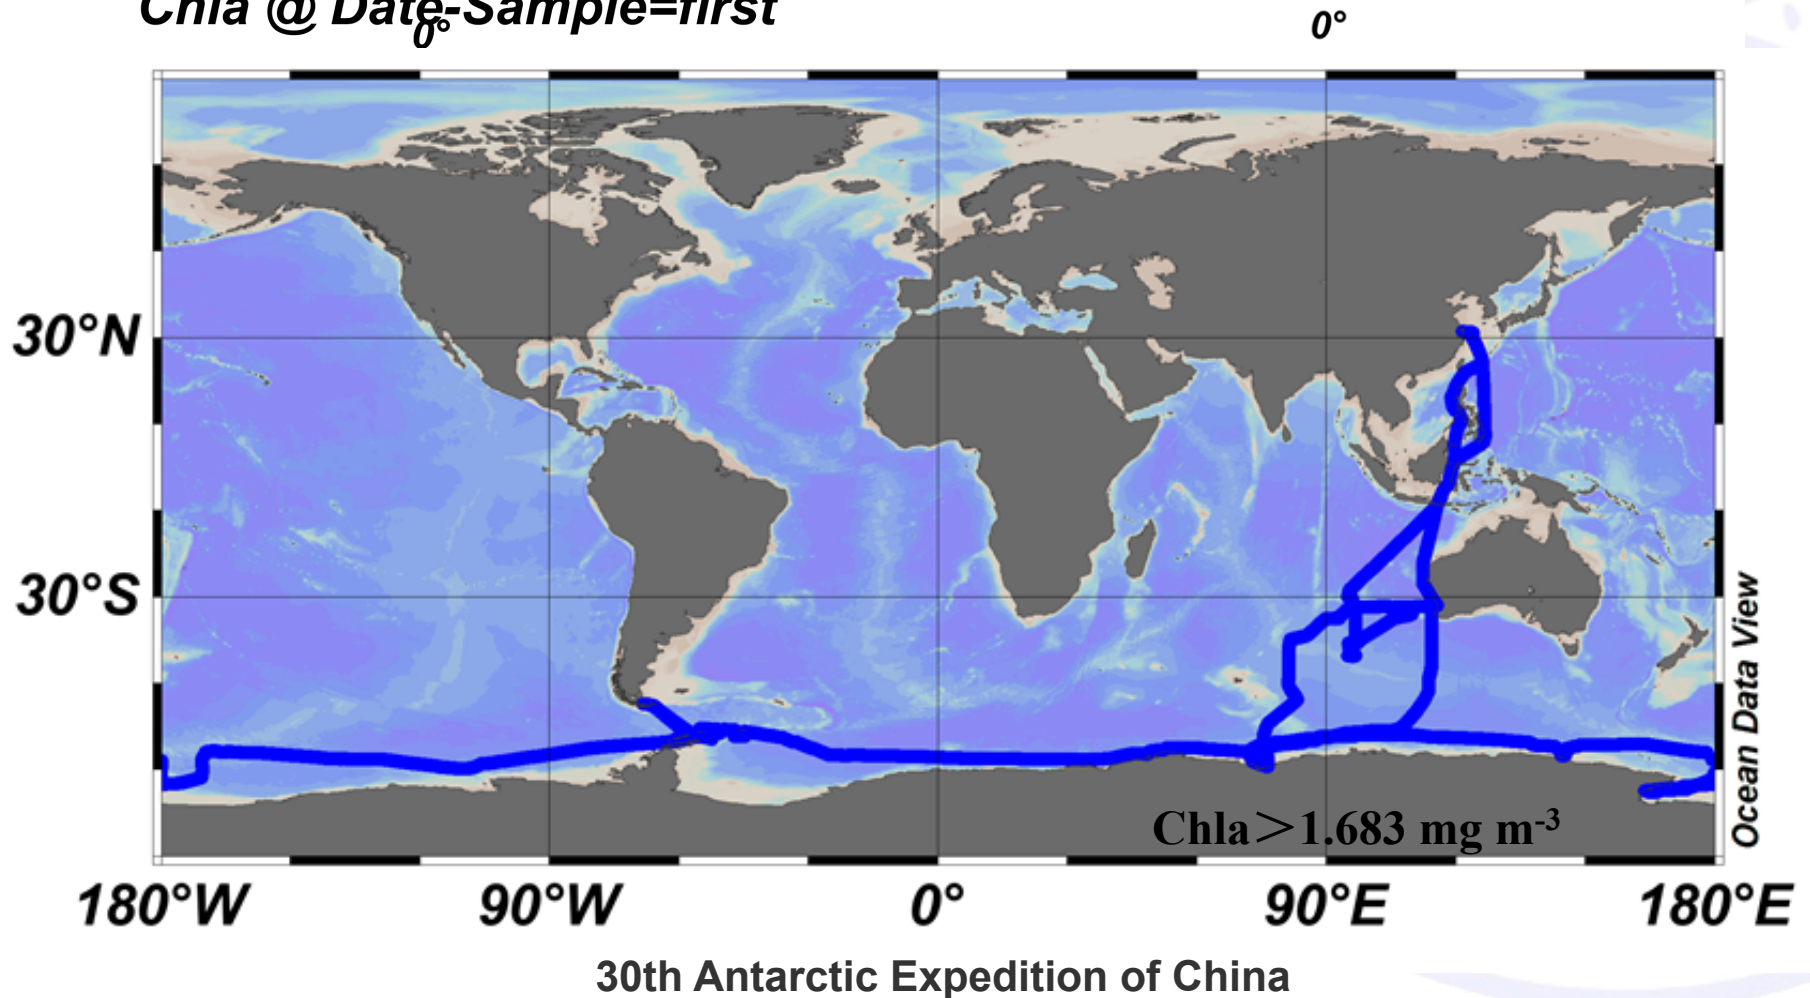 Chla @ Date-Sample=first
0°
0°
30°N
30°S
Ocean Data View
Chla＞1.683 mg m-3
180°W
90°W
0°
90°E
180°E
30th Antarctic Expedition of China